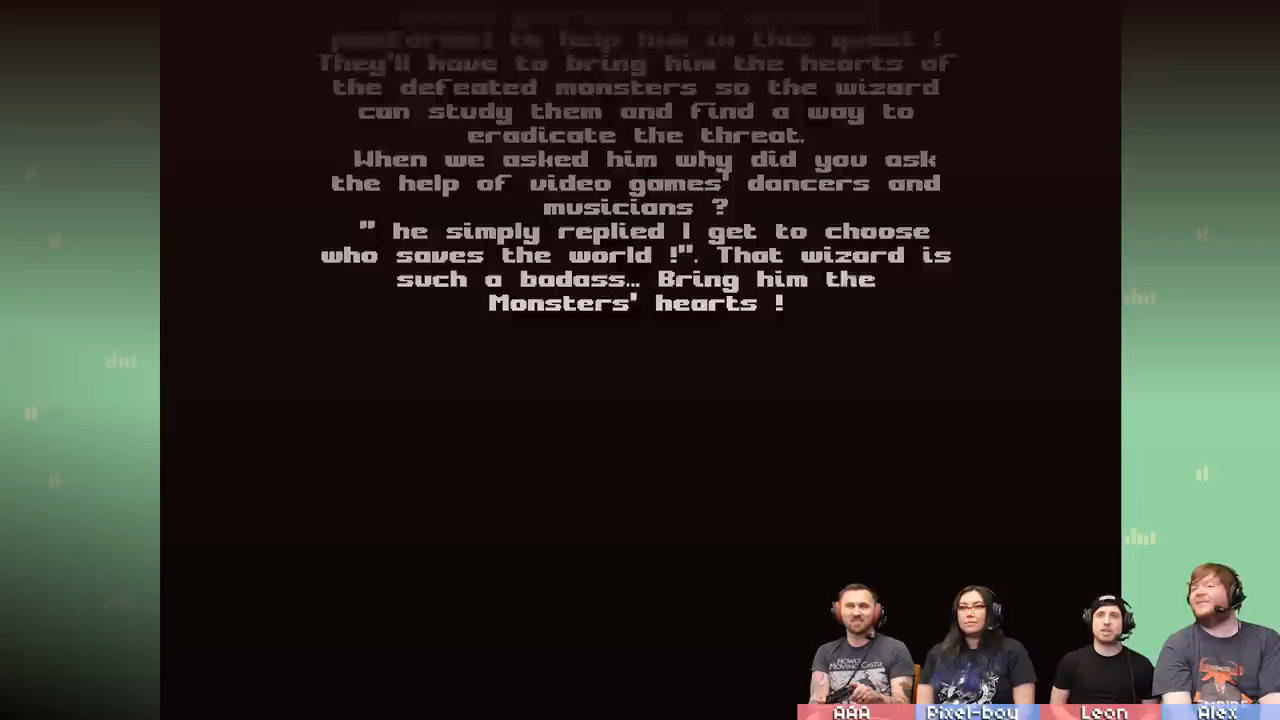 to help him in this quest !
They'll have to bring him the hearts of
the defeated monsters so the wizard
can study them and find a way to
eradicate the threat.
When we asked him why did you ask
the help of video games' dancers and
musicians ?
" he simply replied I get to choose
who saves the world !". That wizard is
such a badass... Bring him the
Monsters' hearts !
HOWL'S
MOVING CASTLE
AAA
Pixel-boy
Leon
Alex